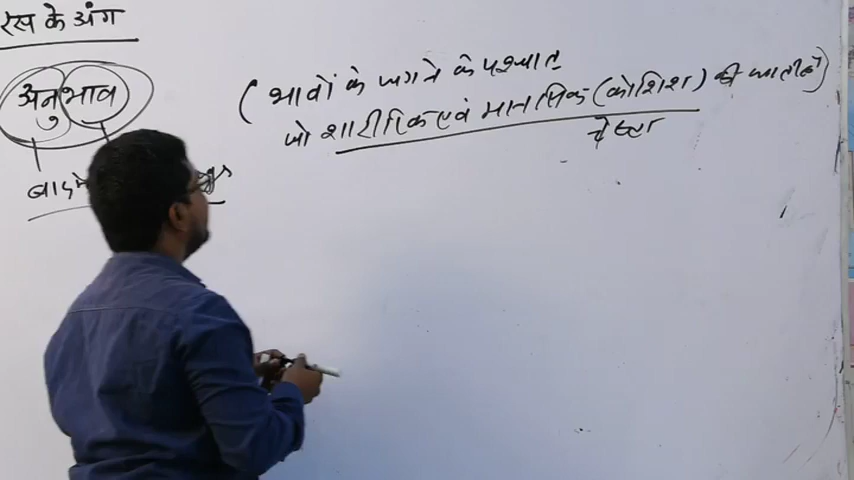 रस के अंग
अनुभाव
बाद में
(भावों के जगने के पश्चात
जो शारीरिक एवं मानसिक (कोशिश) की जाती है)
चेष्टा